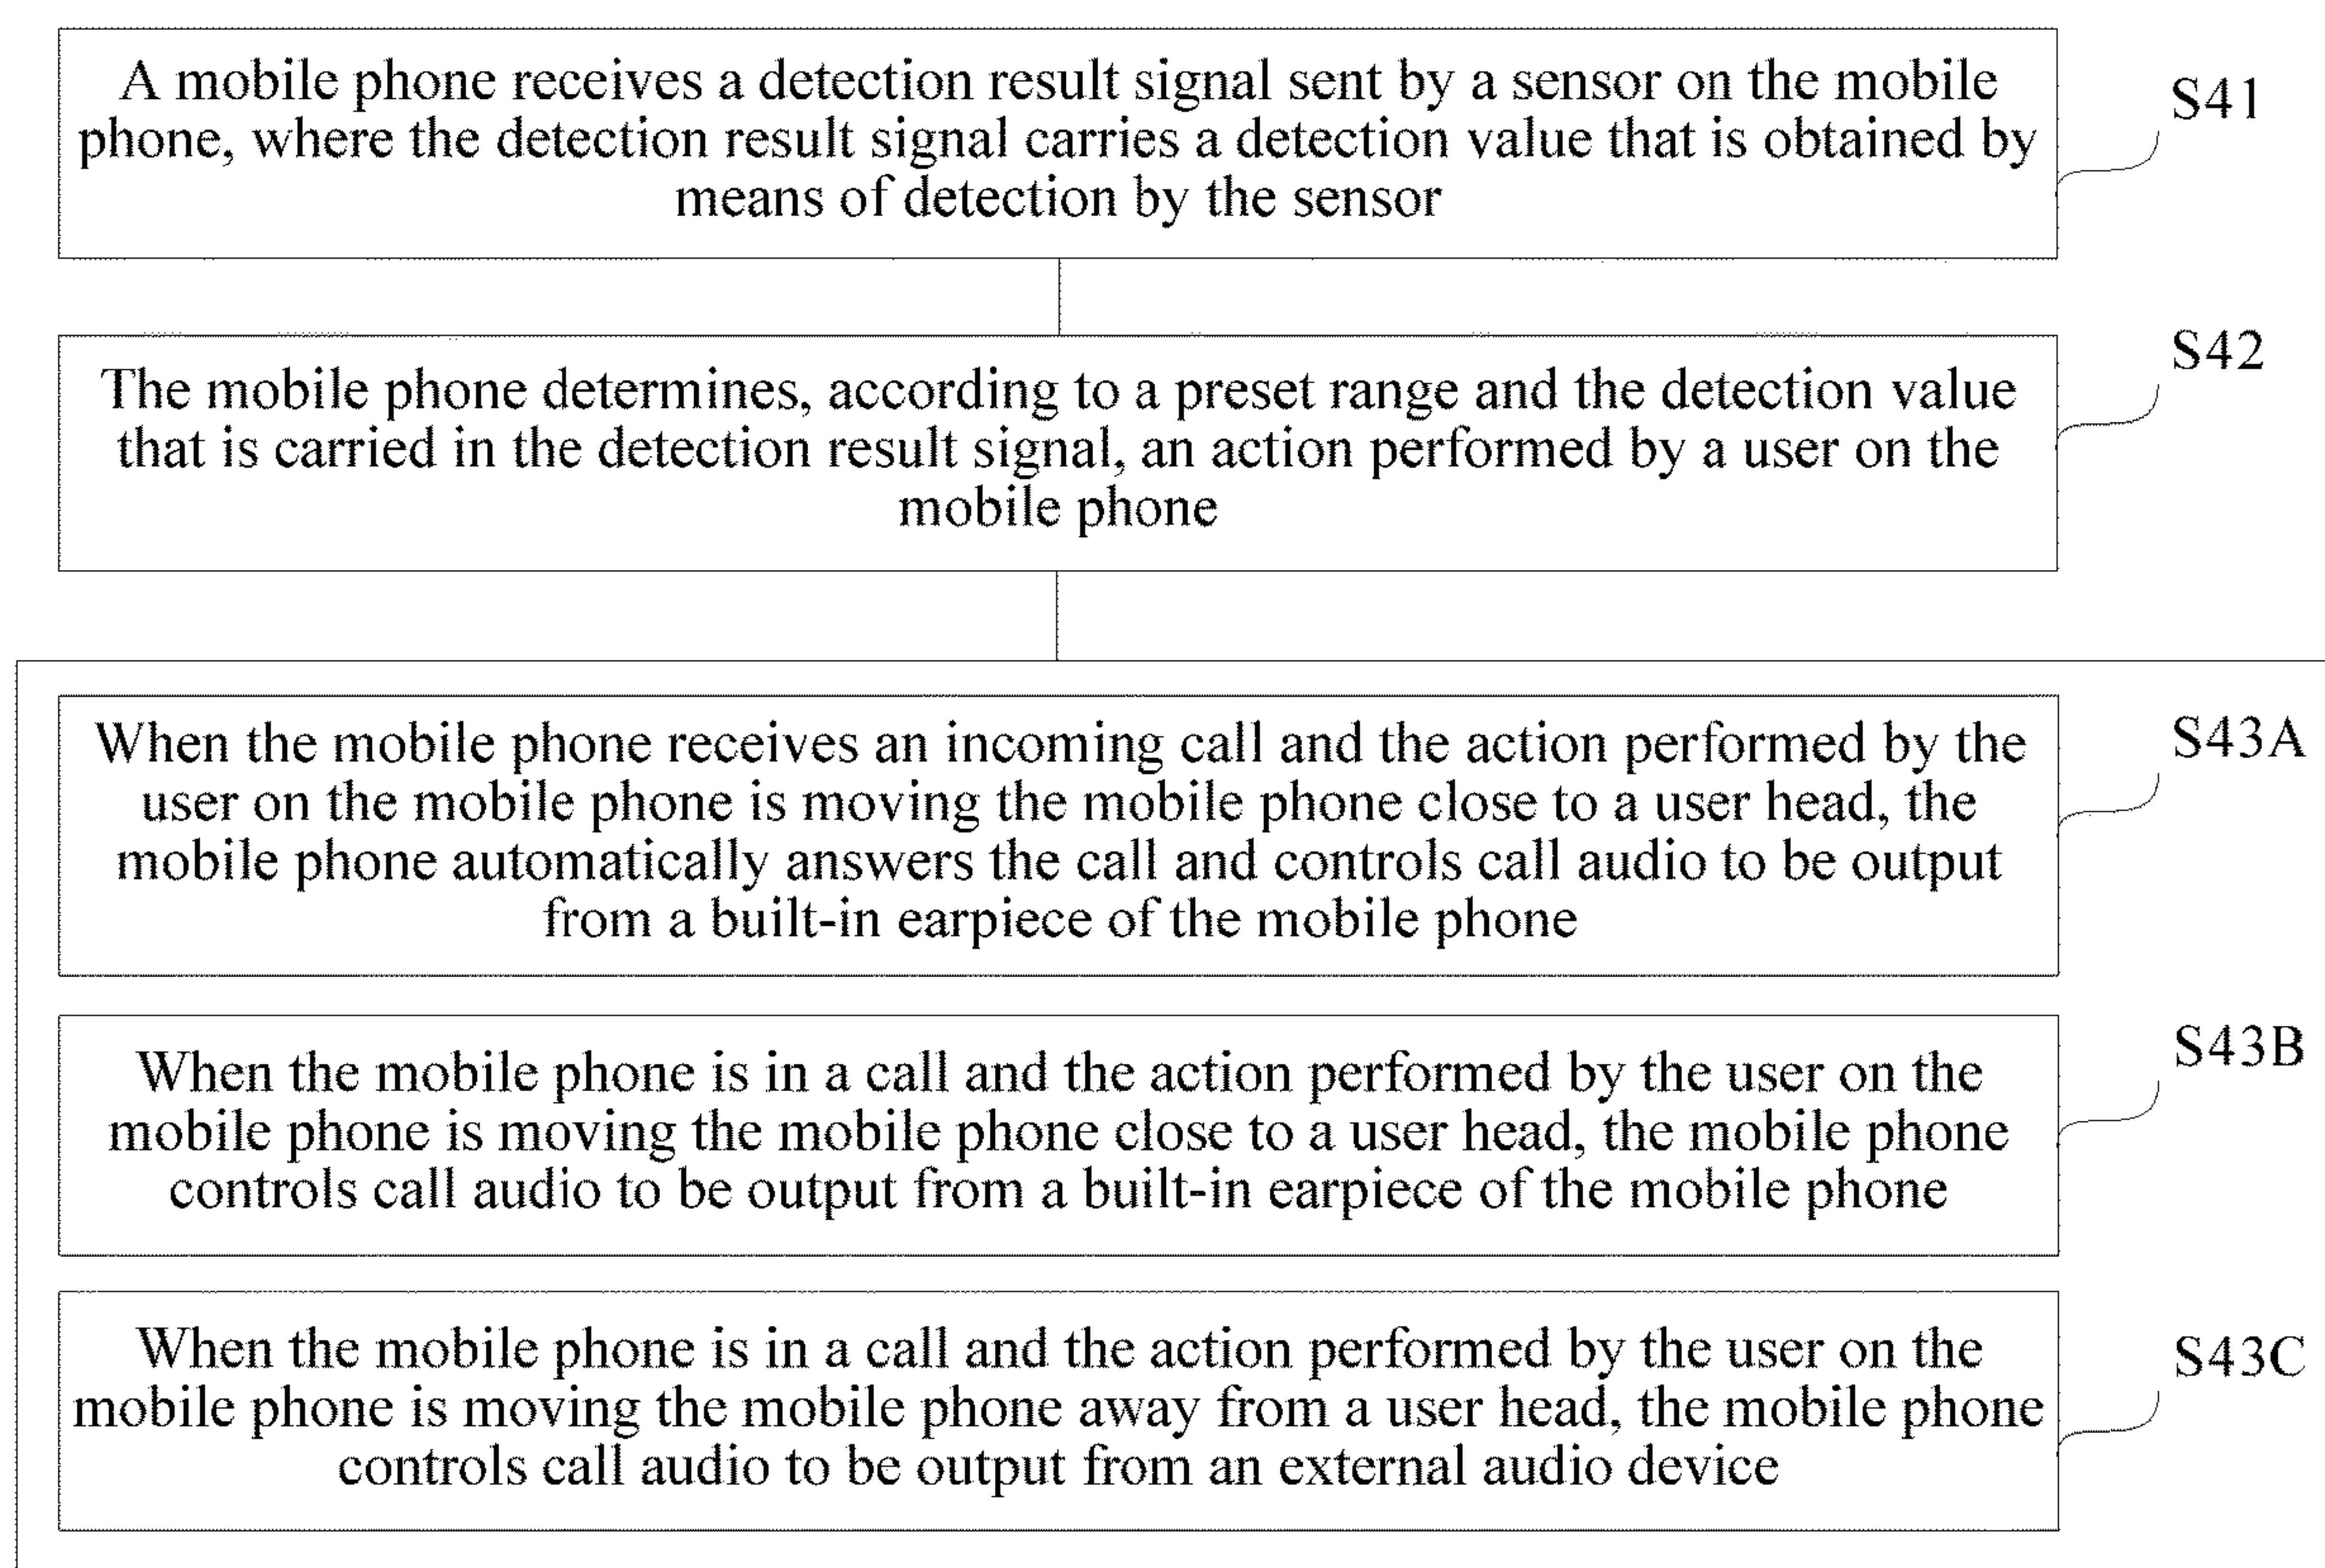 A mobile phone receives a detection result signal sent by a sensor on the mobile
phone, where the detection result signal carries a detection value that is obtained by
means of detection by the sensor
S41
The mobile phone determines, according to a preset range and the detection value
that is carried in the detection result signal, an action performed by a user on the
mobile phone
S42
When the mobile phone receives an incoming call and the action performed by the
user on the mobile phone is moving the mobile phone close to a user head, the
mobile phone automatically answers the call and controls call audio to be output
from a built-in earpiece of the mobile phone
S43A
When the mobile phone is in a call and the action performed by the user on the
mobile phone is moving the mobile phone close to a user head, the mobile phone
controls call audio to be output from a built-in earpiece of the mobile phone
S43B
When the mobile phone is in a call and the action performed by the user on the
mobile phone is moving the mobile phone away from a user head, the mobile phone
controls call audio to be output from an external audio device
S43C